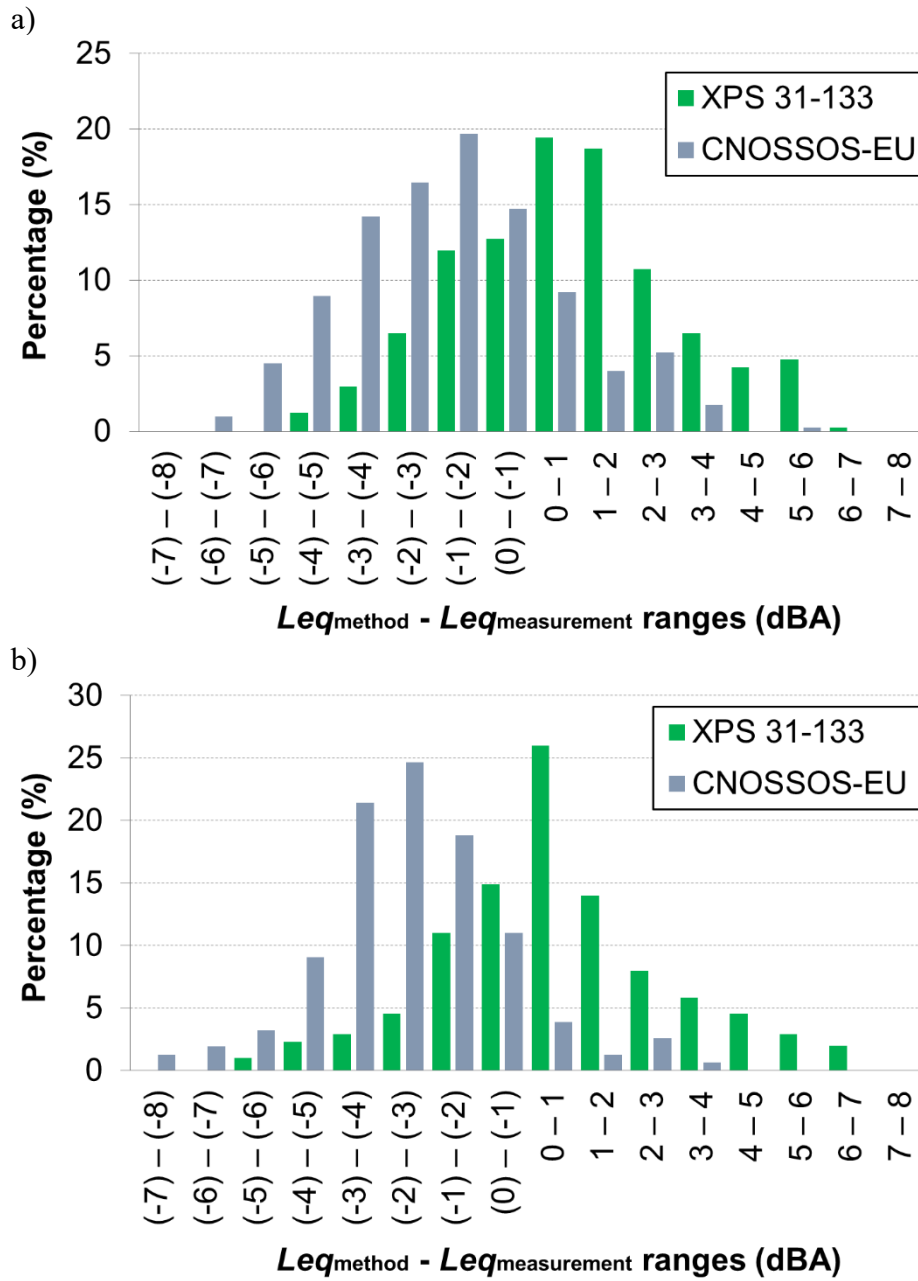 a)
25
20
15
10
5
0
Percentage (%)
XPS 31-133
CNOSSOS-EU
(-7) – (-8)
(-6) – (-7)
(-5) – (-6)
(-4) – (-5)
(-3) – (-4)
(-2) – (-3)
(-1) – (-2)
(0) – (-1)
0 – 1
1 – 2
2 – 3
3 – 4
4 – 5
5 – 6
6 – 7
7 – 8
Leqmethod - Leqmeasurement ranges (dBA)
b)
30
25
20
15
10
5
0
Percentage (%)
XPS 31-133
CNOSSOS-EU
(-7) – (-8)
(-6) – (-7)
(-5) – (-6)
(-4) – (-5)
(-3) – (-4)
(-2) – (-3)
(-1) – (-2)
(0) – (-1)
0 – 1
1 – 2
2 – 3
3 – 4
4 – 5
5 – 6
6 – 7
7 – 8
Leqmethod - Leqmeasurement ranges (dBA)